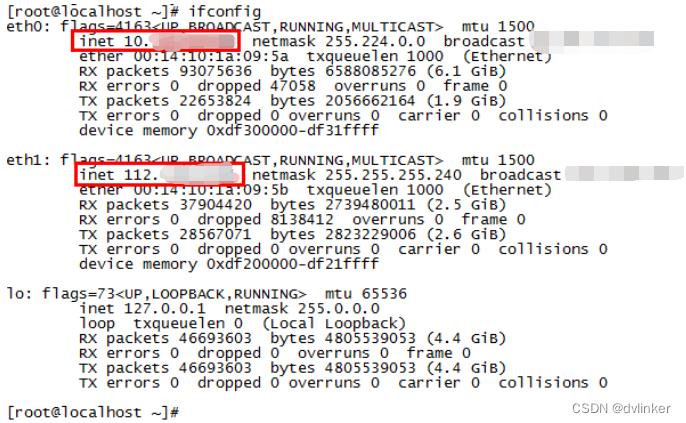 [root@localhost ~]# ifconfig
eth0: flags=4163<UP,BROADCAST,RUNNING,MULTICAST> mtu 1500
inet 10. netmask 255.224.0.0 broadcast
ether 00:14:10:1a:09:5a txqueuelen 1000 (Ethernet)
RX packets 93075636 bytes 6588085276 (6.1 GiB)
RX errors 0 dropped 47058 overruns 0 frame 0
TX packets 22653824 bytes 2056662164 (1.9 GiB)
TX errors 0 dropped 0 overruns 0 carrier 0 collisions 0
device memory 0xdf300000-df31ffff
eth1: flags=4163<UP,BROADCAST,RUNNING,MULTICAST> mtu 1500
inet 112. netmask 255.255.255.240 broadcast
ether 00:14:10:1a:09:5b txqueuelen 1000 (Ethernet)
RX packets 37904420 bytes 2739480011 (2.5 GiB)
RX errors 0 dropped 8138412 overruns 0 frame 0
TX packets 28567071 bytes 2823229006 (2.6 GiB)
TX errors 0 dropped 0 overruns 0 carrier 0 collisions 0
device memory 0xdf200000-df21ffff
lo: flags=73<UP,LOOPBACK,RUNNING> mtu 65536
inet 127.0.0.1 netmask 255.0.0.0
loop txqueuelen 0 (Local Loopback)
RX packets 46693603 bytes 4805539053 (4.4 GiB)
RX errors 0 dropped 0 overruns 0 frame 0
TX packets 46693603 bytes 4805539053 (4.4 GiB)
TX errors 0 dropped 0 overruns 0 carrier 0 collisions 0
[root@localhost ~]#
CSDN @dvlinker